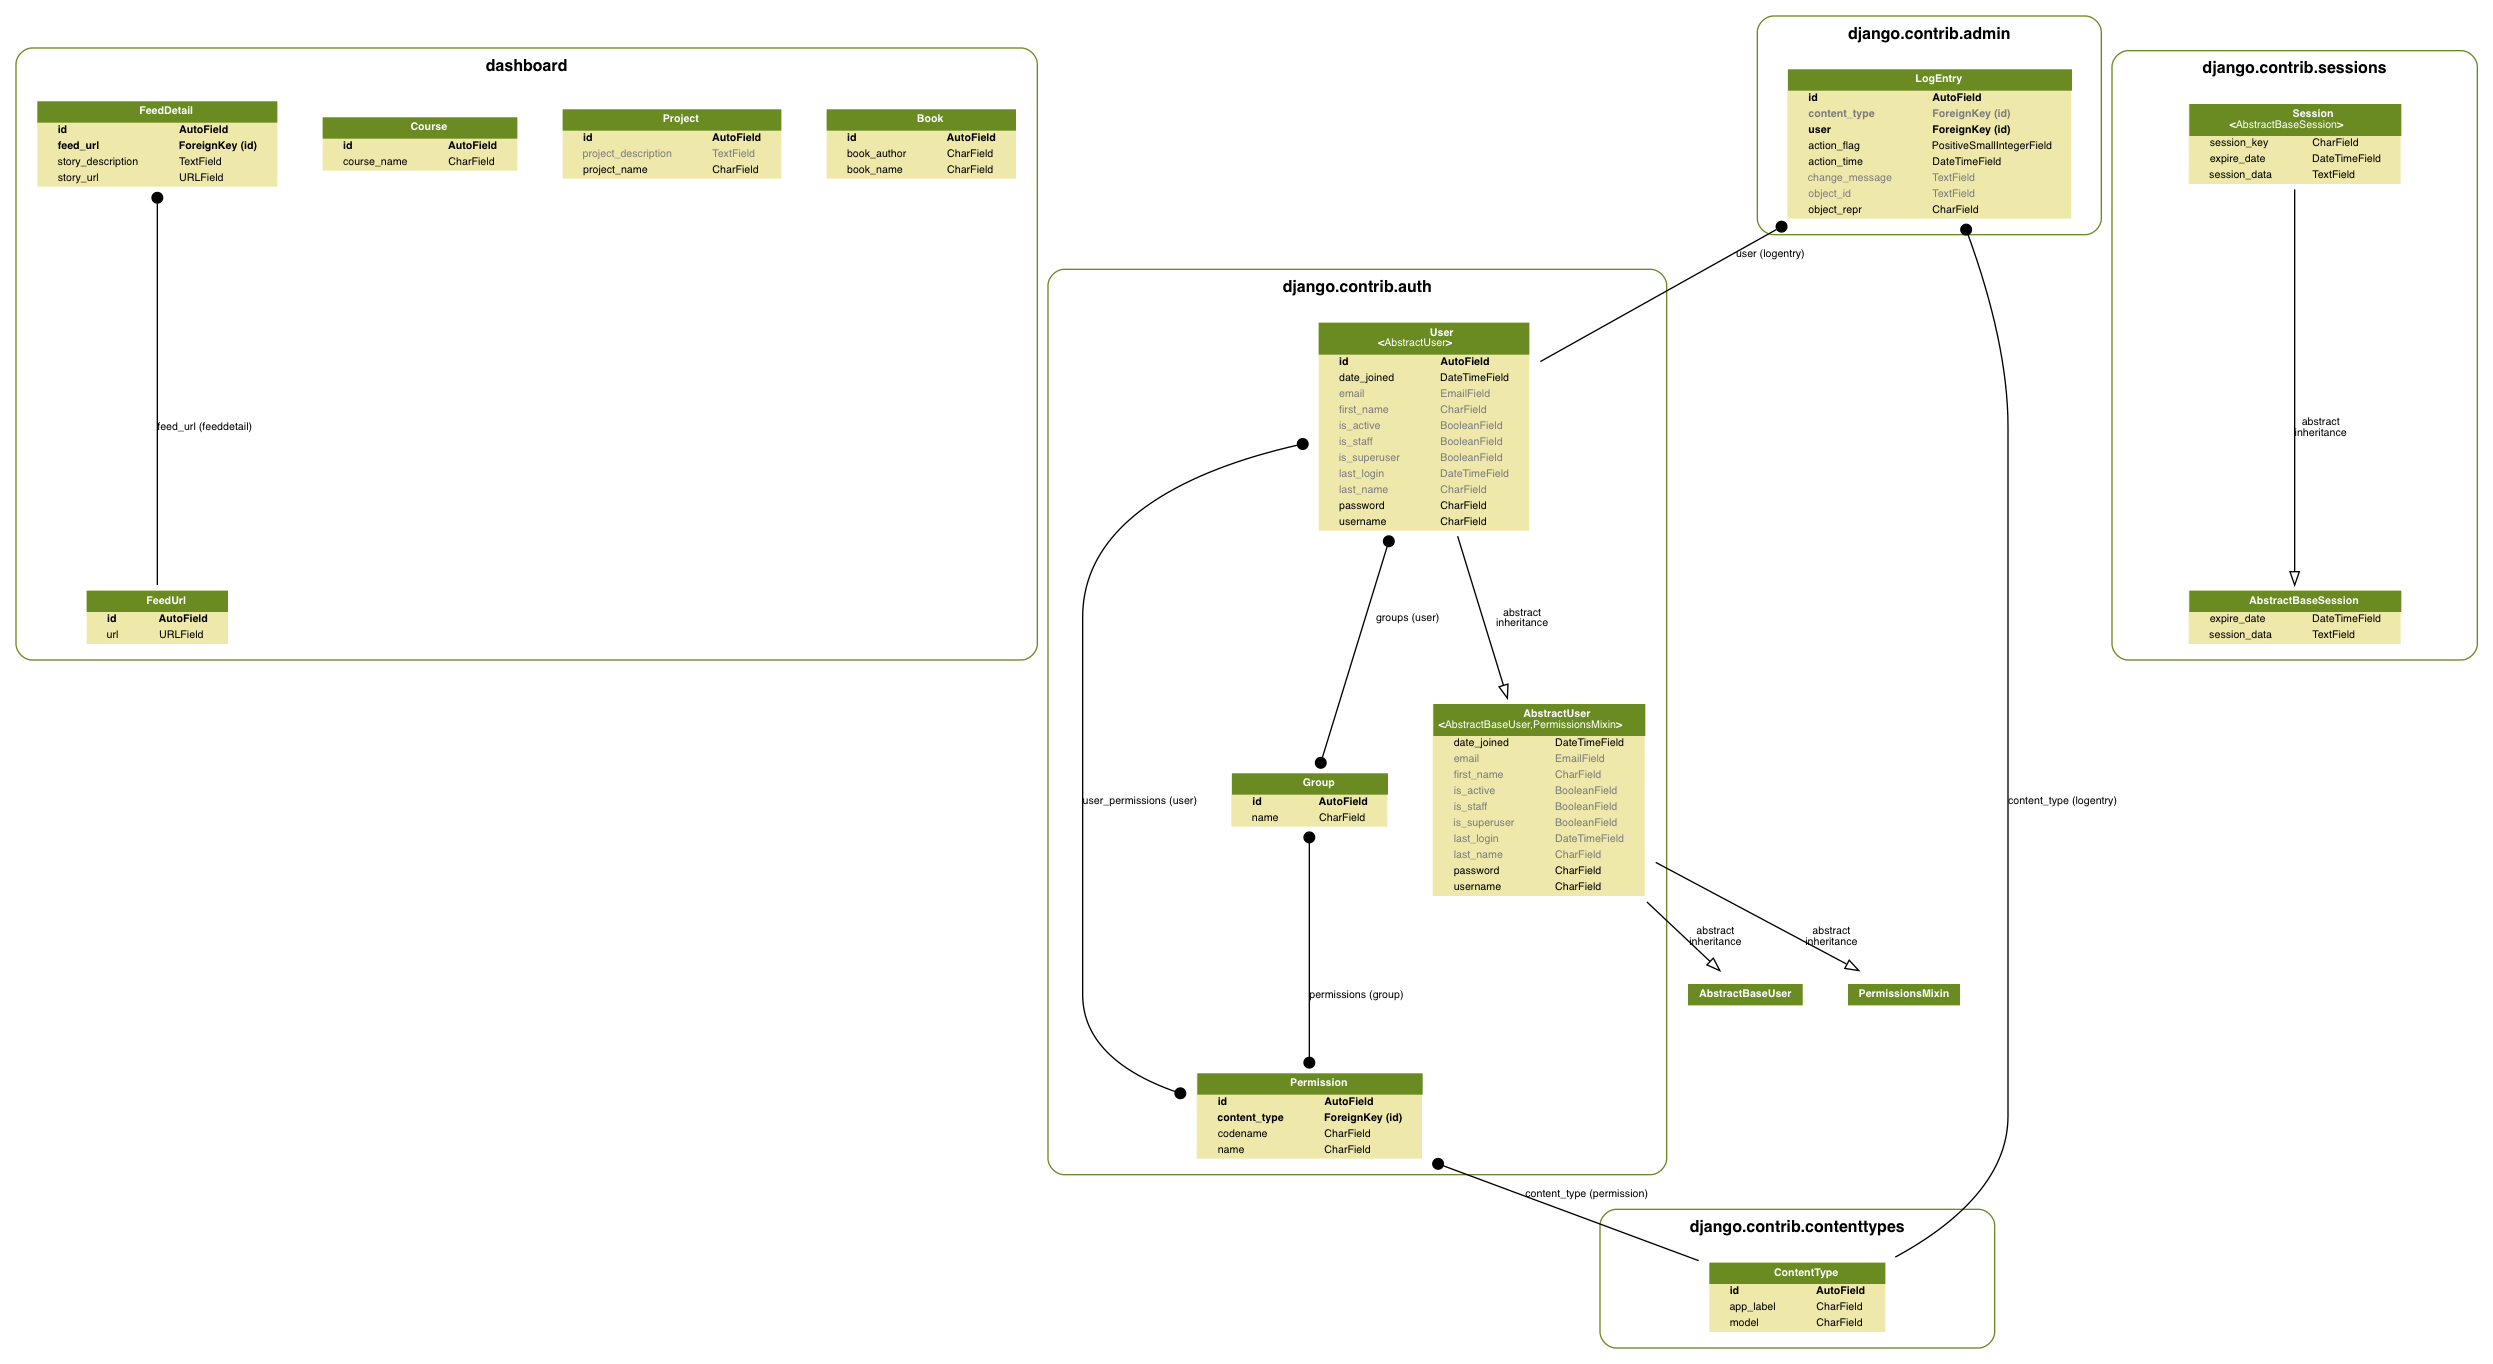 dashboard
FeedDetail
id AutoField
feed_url ForeignKey (id)
story_description TextField
story_url URLField
Course
id AutoField
course_name CharField
Project
id AutoField
project_description TextField
project_name CharField
Book
id AutoField
book_author CharField
book_name CharField
feed_url (feeddetail)
FeedUrl
id AutoField
url URLField
django.contrib.admin
LogEntry
id AutoField
content_type ForeignKey (id)
user ForeignKey (id)
action_flag PositiveSmallIntegerField
action_time DateTimeField
change_message TextField
object_id TextField
object_repr CharField
user (logentry)
django.contrib.sessions
Session
<AbstractBaseSession>
session_key CharField
expire_date DateTimeField
session_data TextField
abstract
inheritance
AbstractBaseSession
expire_date DateTimeField
session_data TextField
django.contrib.auth
User
<AbstractUser>
id AutoField
date_joined DateTimeField
email EmailField
first_name CharField
is_active BooleanField
is_staff BooleanField
is_superuser BooleanField
last_login DateTimeField
last_name CharField
password CharField
username CharField
groups (user)
abstract
inheritance
AbstractUser
<AbstractBaseUser,PermissionsMixin>
date_joined DateTimeField
email EmailField
first_name CharField
is_active BooleanField
is_staff BooleanField
is_superuser BooleanField
last_login DateTimeField
last_name CharField
password CharField
username CharField
Group
id AutoField
name CharField
user_permissions (user)
content_type (logentry)
abstract
inheritance
abstract
inheritance
AbstractBaseUser
PermissionsMixin
permissions (group)
Permission
id AutoField
content_type ForeignKey (id)
codename CharField
name CharField
content_type (permission)
django.contrib.contenttypes
ContentType
id AutoField
app_label CharField
model CharField